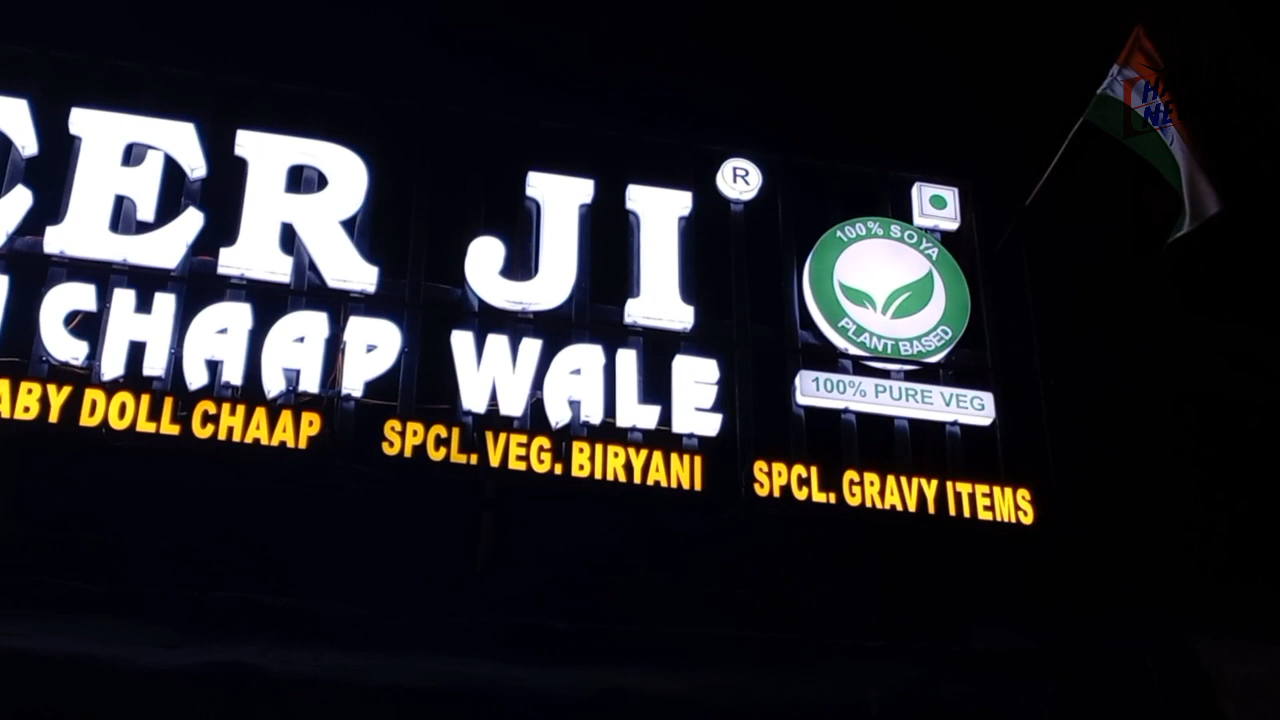 CER JI ®
CHAAP WALE
ABY DOLL CHAAP SPCL. VEG. BIRYANI SPCL. GRAVY ITEMS
100% SOYA
PLANT BASED
100% PURE VEG